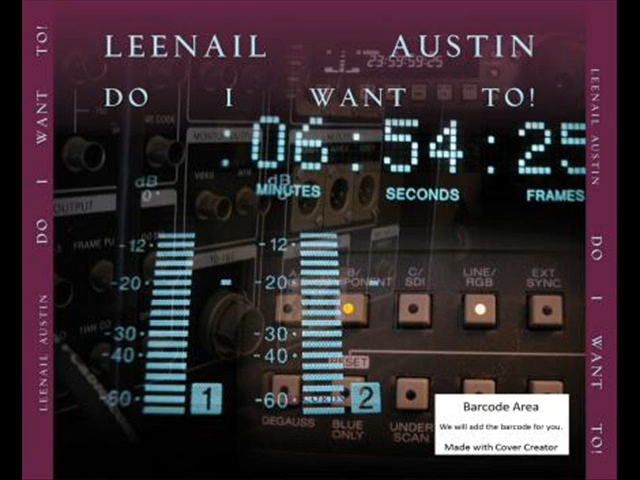 LEENAIL AUSTIN
DO I WANT TO!
23:59:59:25
:06:54:25
MINUTES SECONDS FRAMES
dB dB
0
OUTPUT
VIDEO
FRAME PU
-12 -12
-20 -20
-30 -30
-40 -40
-60 -60
1 2
B/ C/ LINE/ EXT
SDI RGB SYNC
RESET
DEGAUSS BLUE UNDER
ONLY SCAN
Barcode Area
We will add the barcode for you.
Made with Cover Creator
LEENAIL AUSTIN DO I WANT TO!
LEENAIL AUSTIN DO I WANT TO!